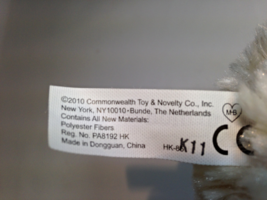 ©2010 Commonwealth Toy & Novelty Co., Inc.
New York, NY10010-Bunde, The Netherlands
Contains All New Materials:
Polyester Fibers
Reg. No. PA8192 HK
Made in Dongguan, China HK- K11 CE